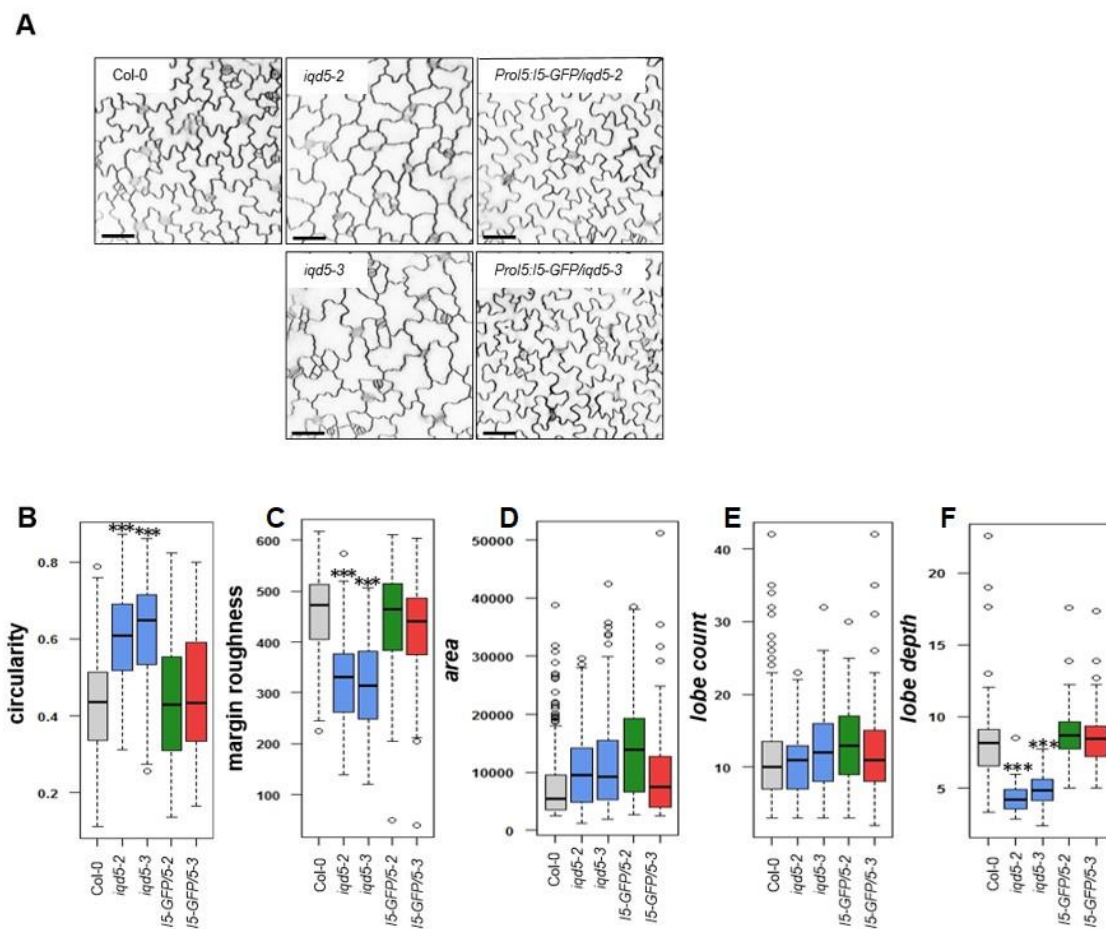 A
Col-0
iqd5-2
ProI5:I5-GFP/iqd5-2
iqd5-3
ProI5:I5-GFP/iqd5-3
B
circularity
0.8
0.6
0.4
0.2
*** ***
Col-0
iqd5-2
iqd5-3
I5-GFP/5-2
I5-GFP/5-3
C
margin roughness
600
500
400
300
200
100
*** ***
Col-0
iqd5-2
iqd5-3
I5-GFP/5-2
I5-GFP/5-3
D
area
50000
40000
30000
20000
10000
0
Col-0
iqd5-2
iqd5-3
I5-GFP/5-2
I5-GFP/5-3
E
lobe count
40
30
20
10
Col-0
iqd5-2
iqd5-3
I5-GFP/5-2
I5-GFP/5-3
F
lobe depth
20
15
10
5
*** ***
Col-0
iqd5-2
iqd5-3
I5-GFP/5-2
I5-GFP/5-3